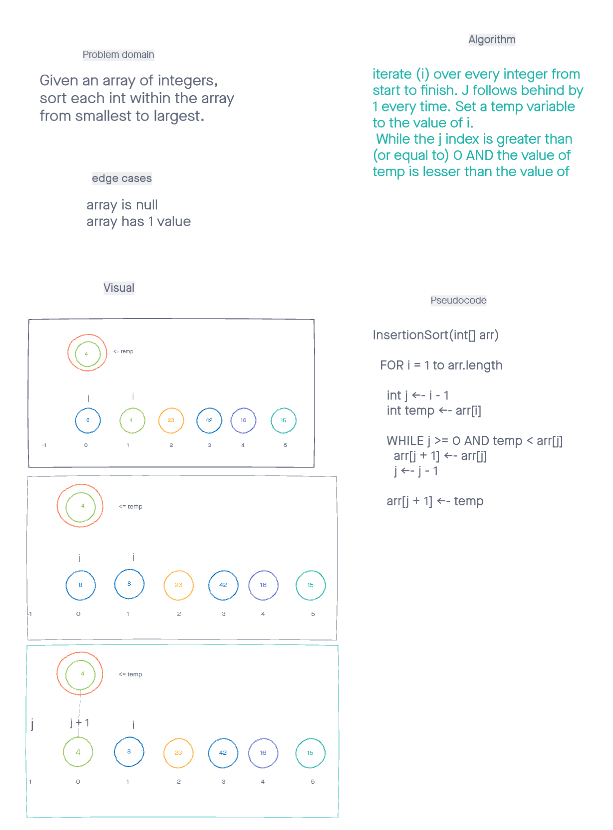 Problem domain
Given an array of integers,
sort each int within the array
from smallest to largest.
edge cases
array is null
array has 1 value
Algorithm
iterate (i) over every integer from
start to finish. J follows behind by
1 every time. Set a temp variable
to the value of i.
While the j index is greater than
(or equal to) 0 AND the value of
temp is lesser than the value of
Visual
4 <- temp
j i
8 4 23 42 16 15
-1 0 1 2 3 4 5
4 <= temp
j i
8 8 23 42 16 15
-1 0 1 2 3 4 5
4 <= temp
j j + 1 i
4 8 23 42 16 15
1 0 1 2 3 4 5
Pseudocode
InsertionSort(int[] arr)
FOR i = 1 to arr.length
int j <-- i - 1
int temp <-- arr[i]
WHILE j >= 0 AND temp < arr[j]
arr[j + 1] <-- arr[j]
j <-- j - 1
arr[j + 1] <-- temp